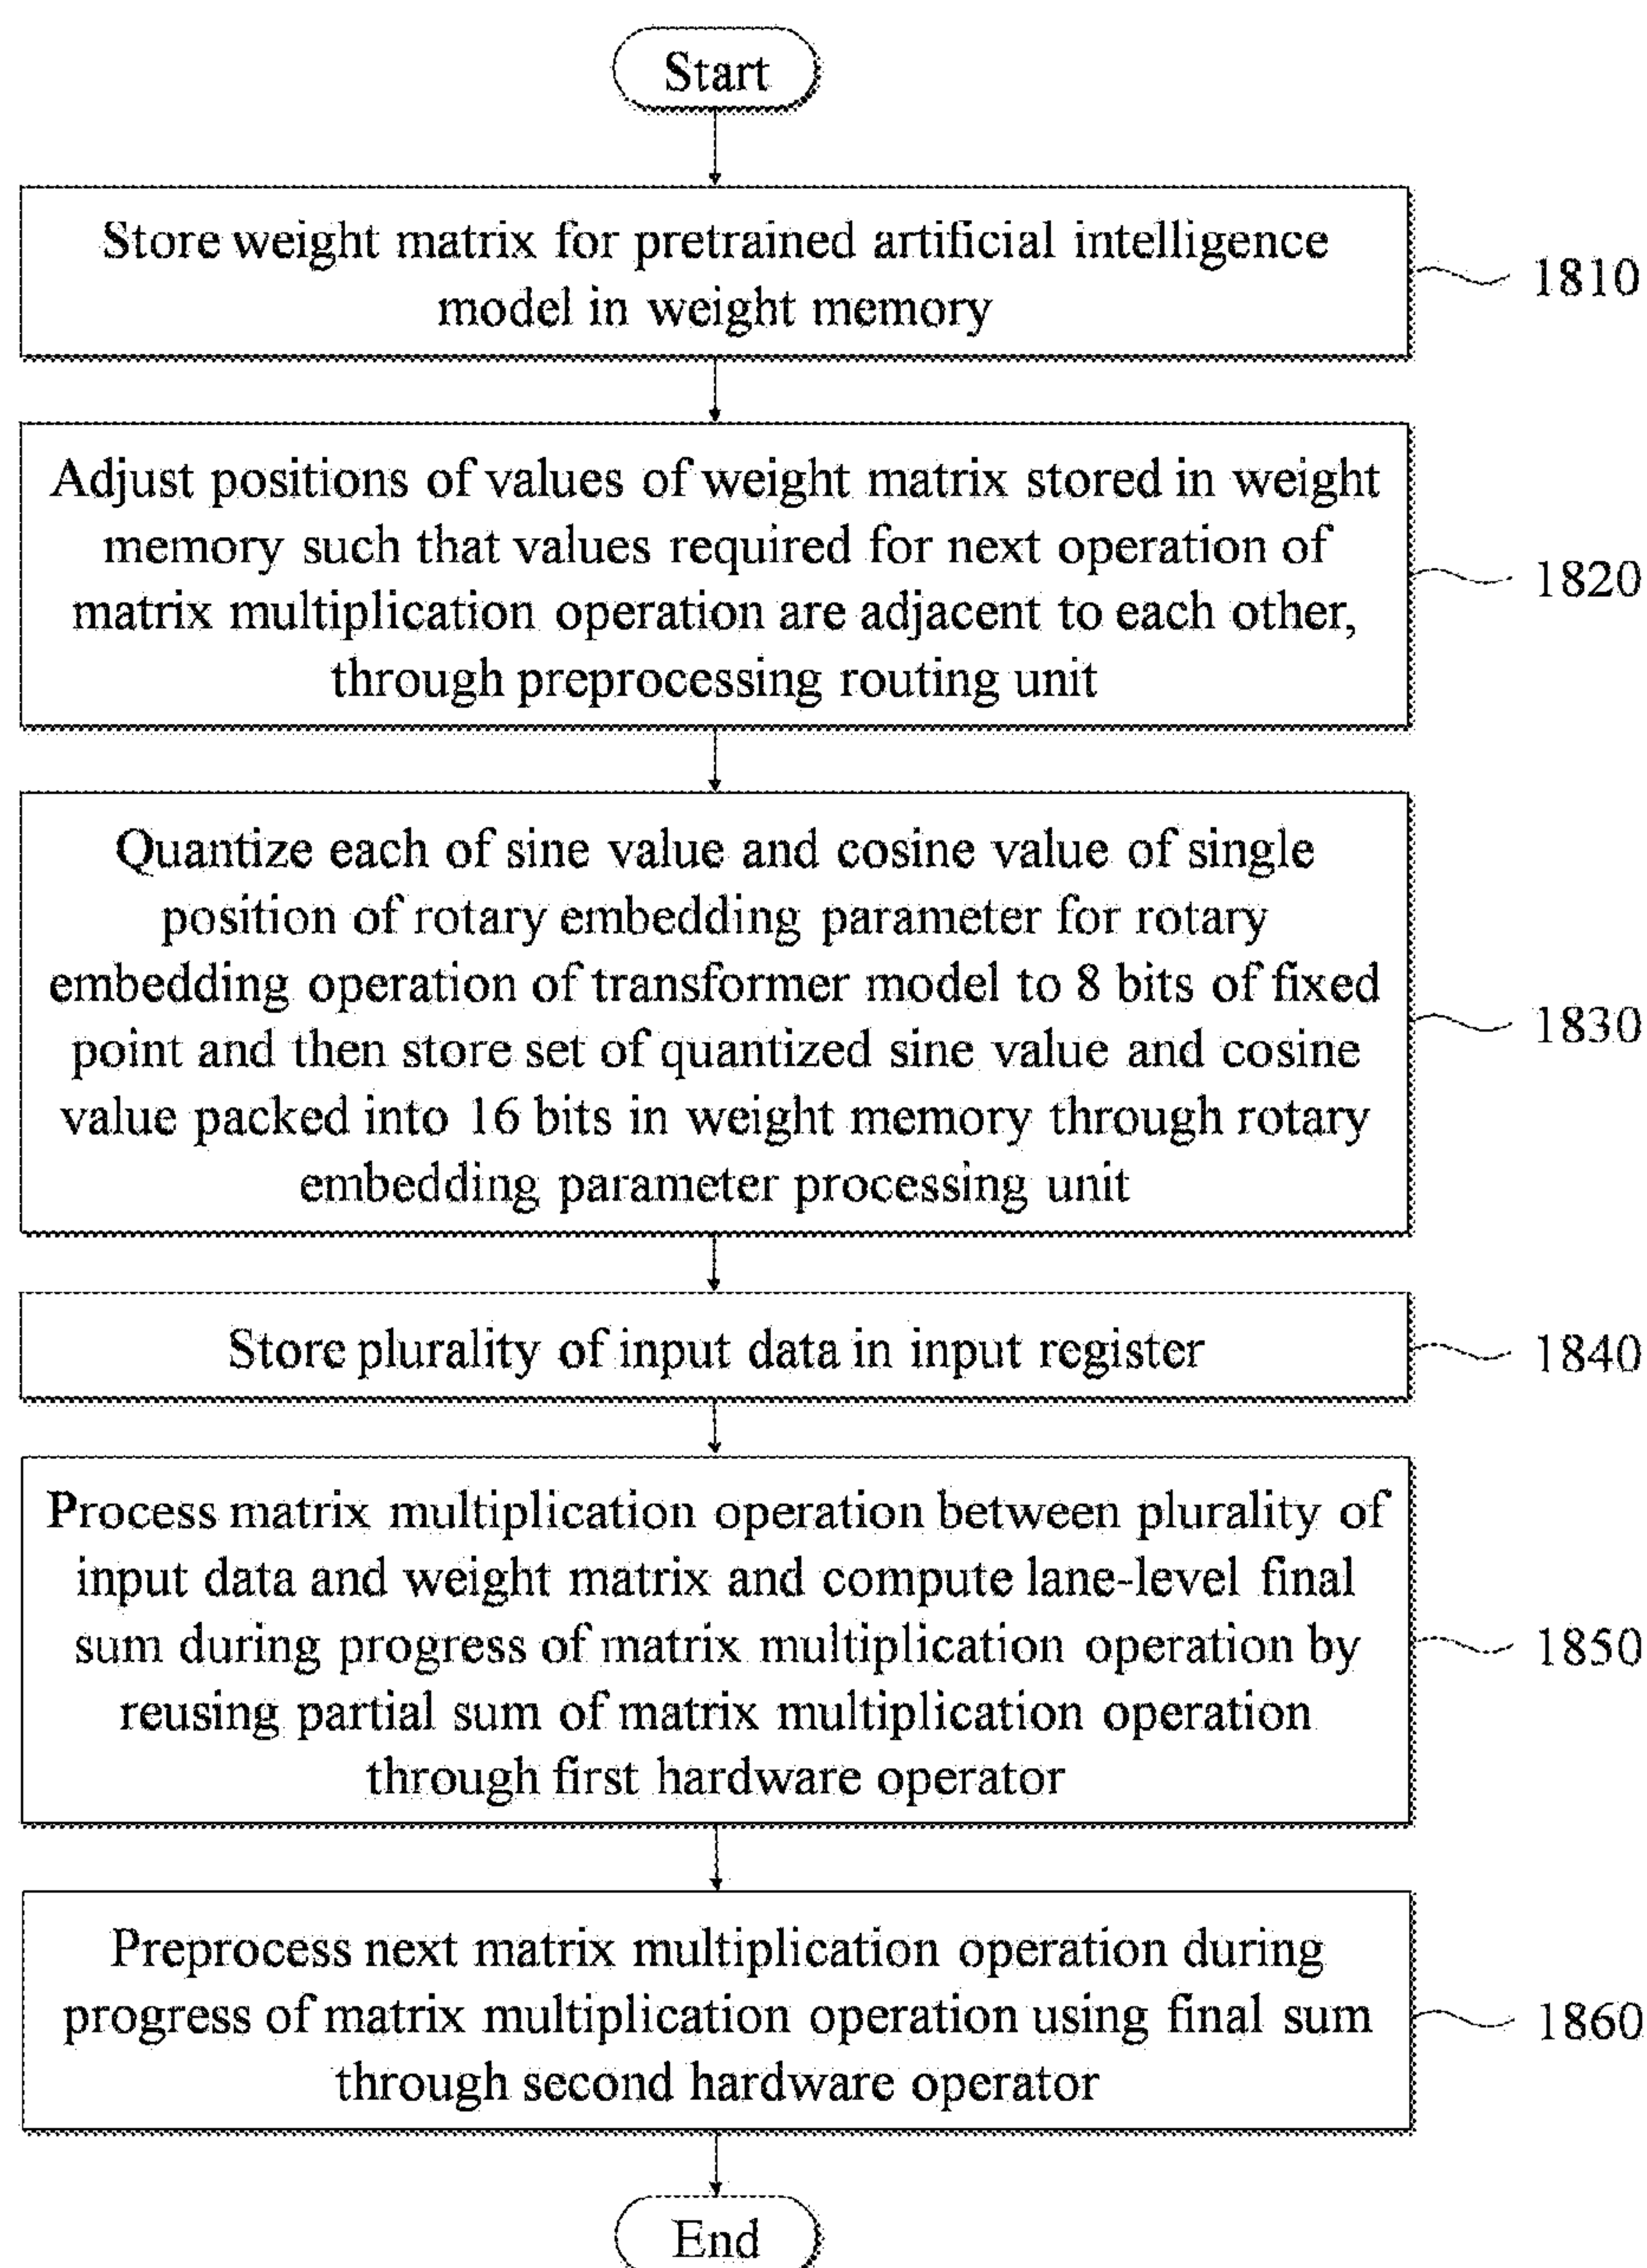 Start
Store weight matrix for pretrained artificial intelligence
model in weight memory
1810
Adjust positions of values of weight matrix stored in weight
memory such that values required for next operation of
matrix multiplication operation are adjacent to each other,
through preprocessing routing unit
1820
Quantize each of sine value and cosine value of single
position of rotary embedding parameter for rotary
embedding operation of transformer model to 8 bits of fixed
point and then store set of quantized sine value and cosine
value packed into 16 bits in weight memory through rotary
embedding parameter processing unit
1830
Store plurality of input data in input register
1840
Process matrix multiplication operation between plurality of
input data and weight matrix and compute lane-level final
sum during progress of matrix multiplication operation by
reusing partial sum of matrix multiplication operation
through first hardware operator
1850
Preprocess next matrix multiplication operation during
progress of matrix multiplication operation using final sum
through second hardware operator
1860
End